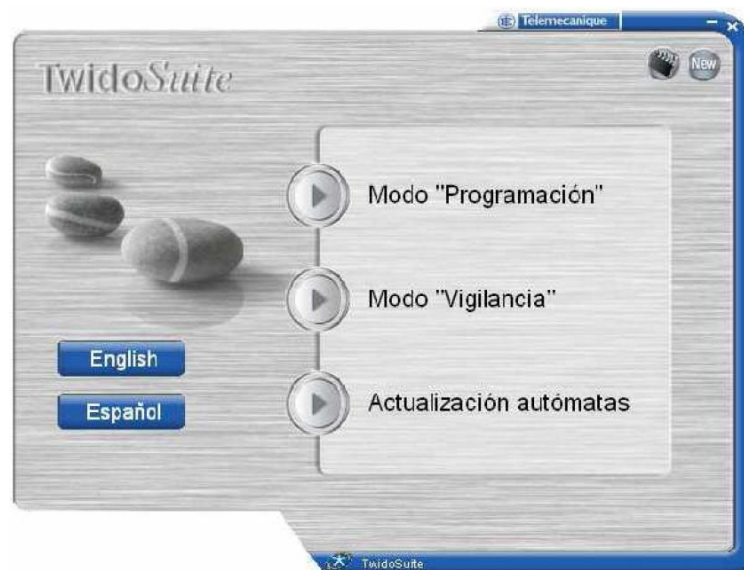 Telemecanique
TwidoSuite
New
Modo "Programación"
Modo "Vigilancia"
English
Español
Actualización autómatas
TwidoSuite